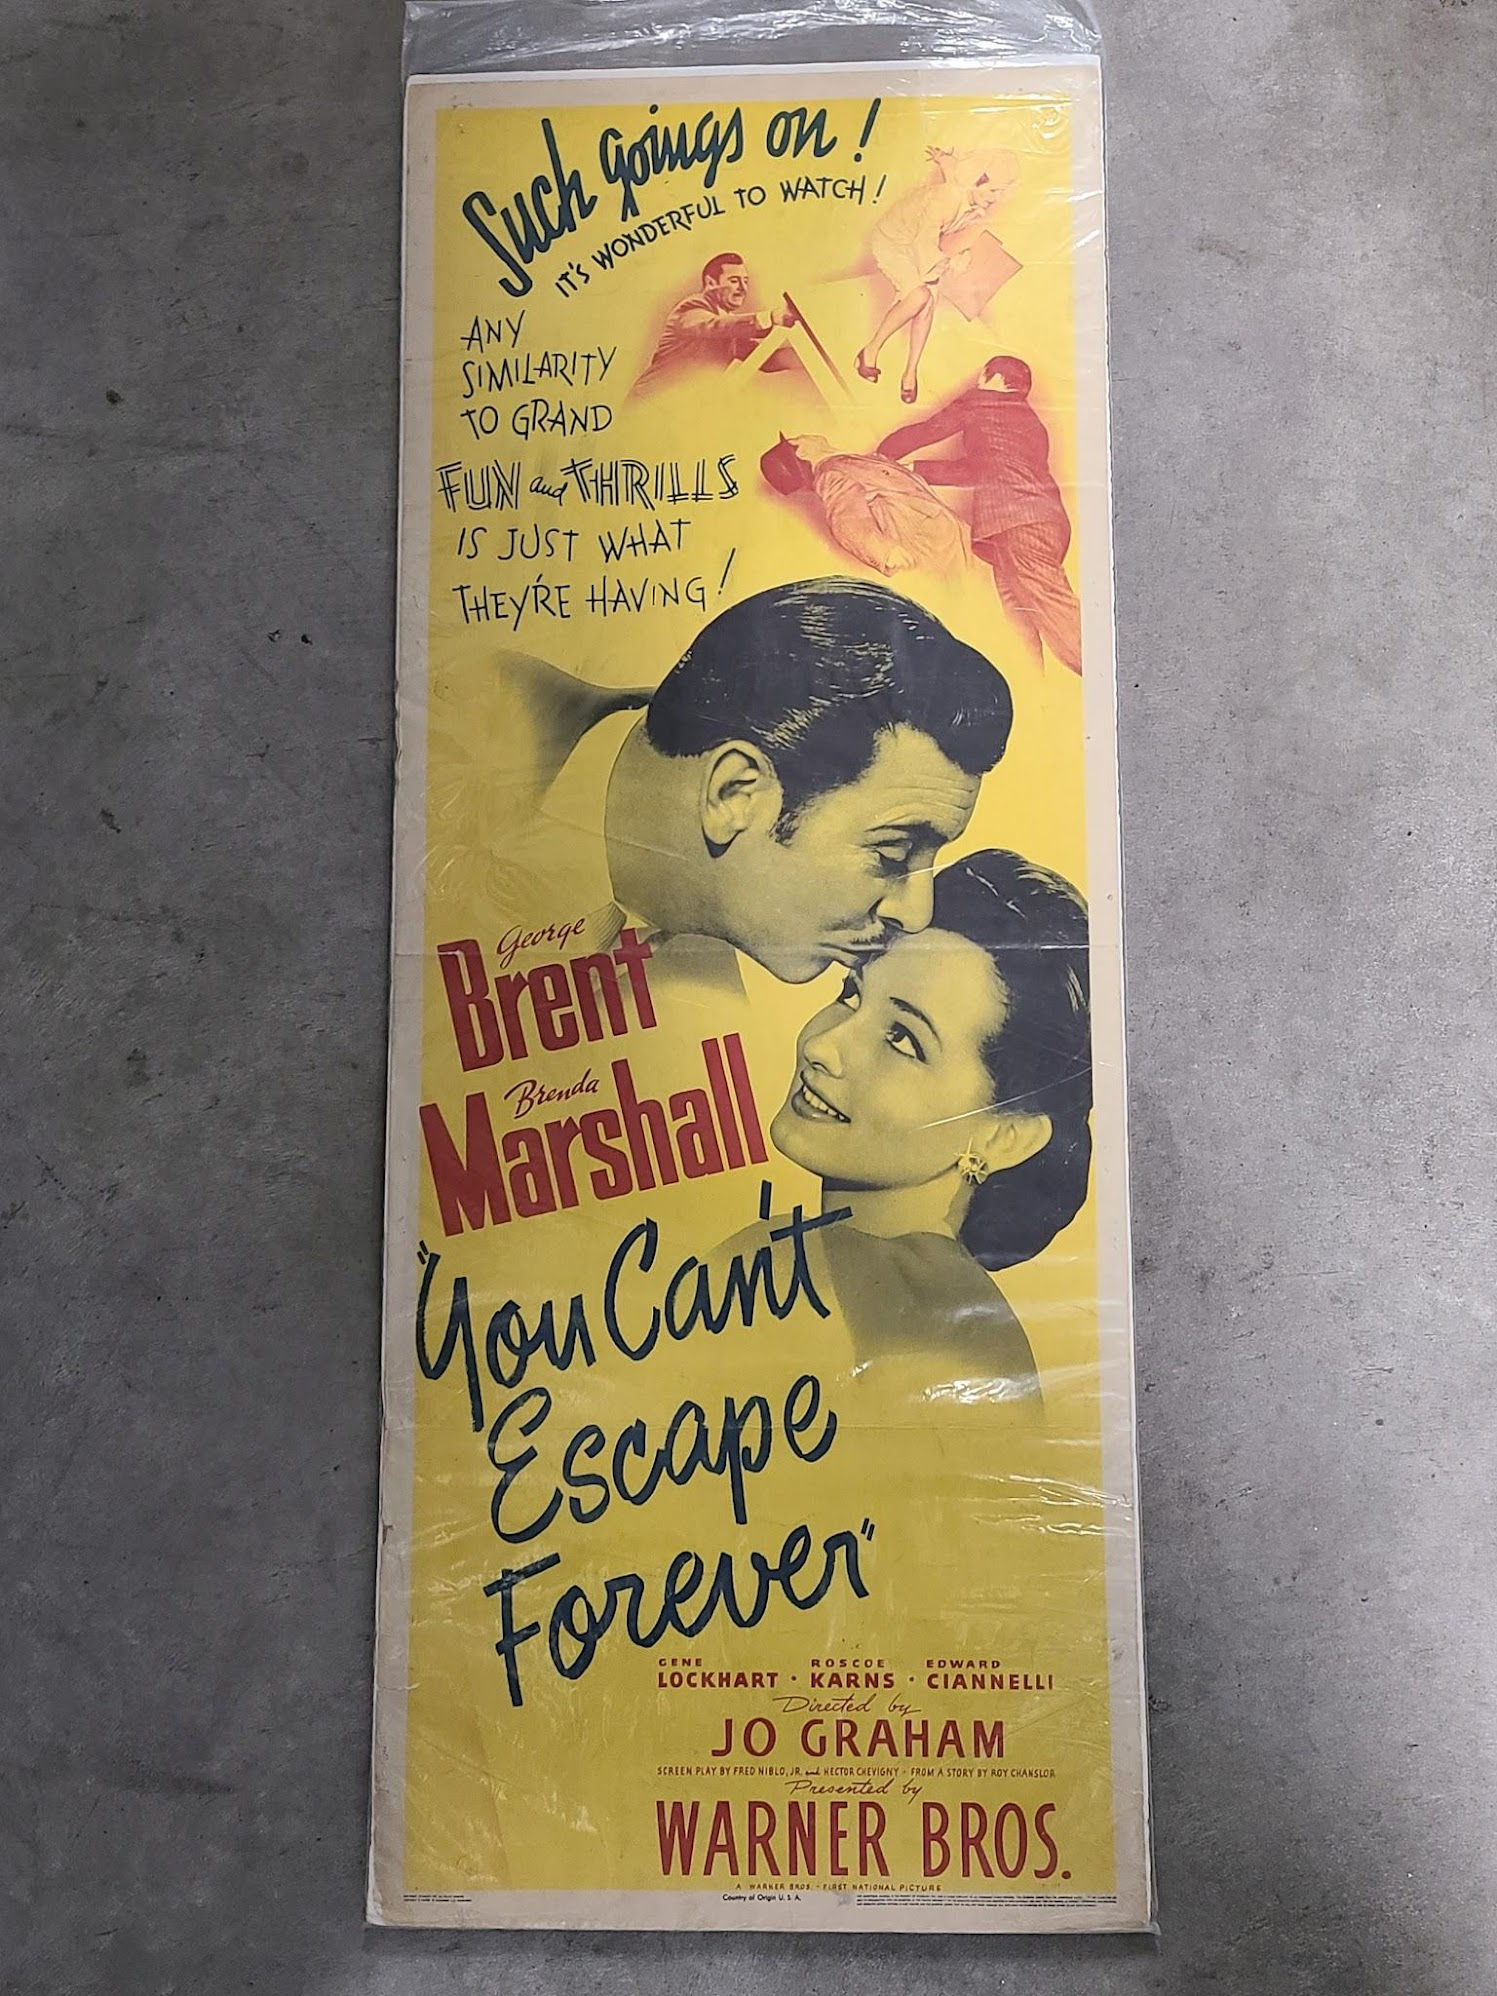 Such goings on!
IT'S WONDERFUL TO WATCH!
ANY
SIMILARITY
TO GRAND
FUN and THRILLS
IS JUST WHAT
THEY'RE HAVING!
George
Brent
Brenda
Marshall
"You Can't
Escape
Forever"
GENE ROSCOE EDWARD
LOCKHART · KARNS · CIANNELLI
Directed by
JO GRAHAM
SCREEN PLAY BY FRED NIBLO, JR. and HECTOR CHEVIGNY · FROM A STORY BY ROY CHANSLOR
Presented by
WARNER BROS.
A WARNER BROS. - FIRST NATIONAL PICTURE
Country of Origin U. S. A.